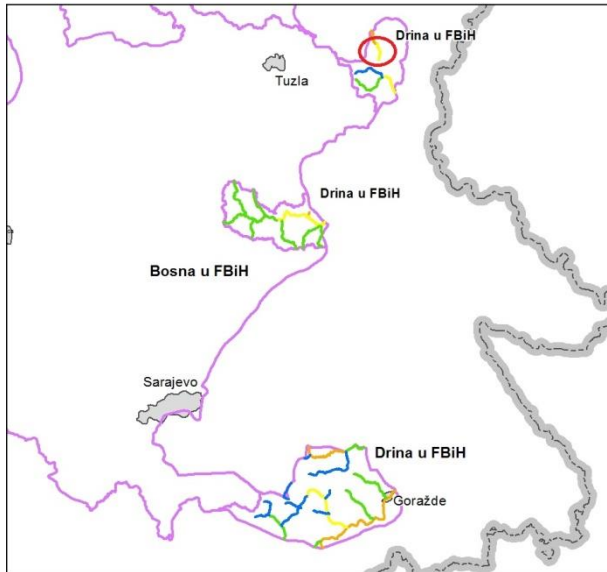 Drina u FBiH
Tuzla
Drina u FBiH
Bosna u FBiH
Sarajevo
Drina u FBiH
Goražde